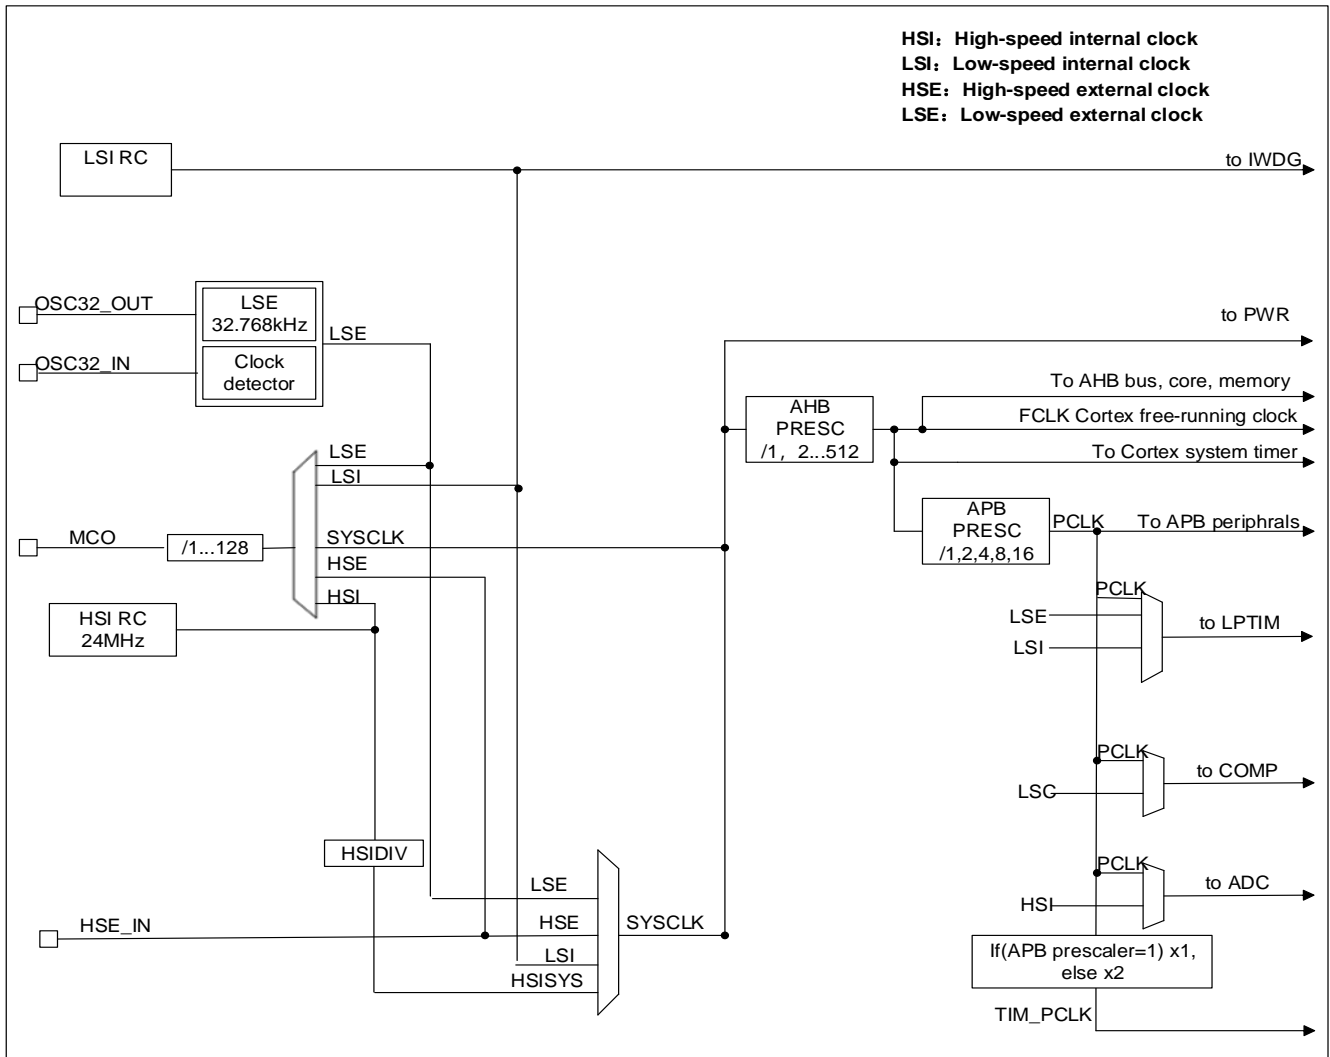 HSI：High-speed internal clock
LSI：Low-speed internal clock
HSE：High-speed external clock
LSE：Low-speed external clock
LSI RC
to IWDG
OSC32_OUT
LSE
32.768kHz
LSE
OSC32_IN
Clock
detector
to PWR
To AHB bus, core, memory
AHB
PRESC
/1, 2...512
FCLK Cortex free-running clock
To Cortex system timer
LSE
LSI
MCO
/1...128
SYSCLK
HSE
HSI
APB
PRESC
/1,2,4,8,16
PCLK
To APB periphrals
HSI RC
24MHz
PCLK
LSE
LSI
to LPTIM
PCLK
LSC
to COMP
HSIDIV
PCLK
HSI
to ADC
LSE
HSE_IN
HSE
SYSCLK
LSI
HSISYS
If(APB prescaler=1) x1,
else x2
TIM_PCLK